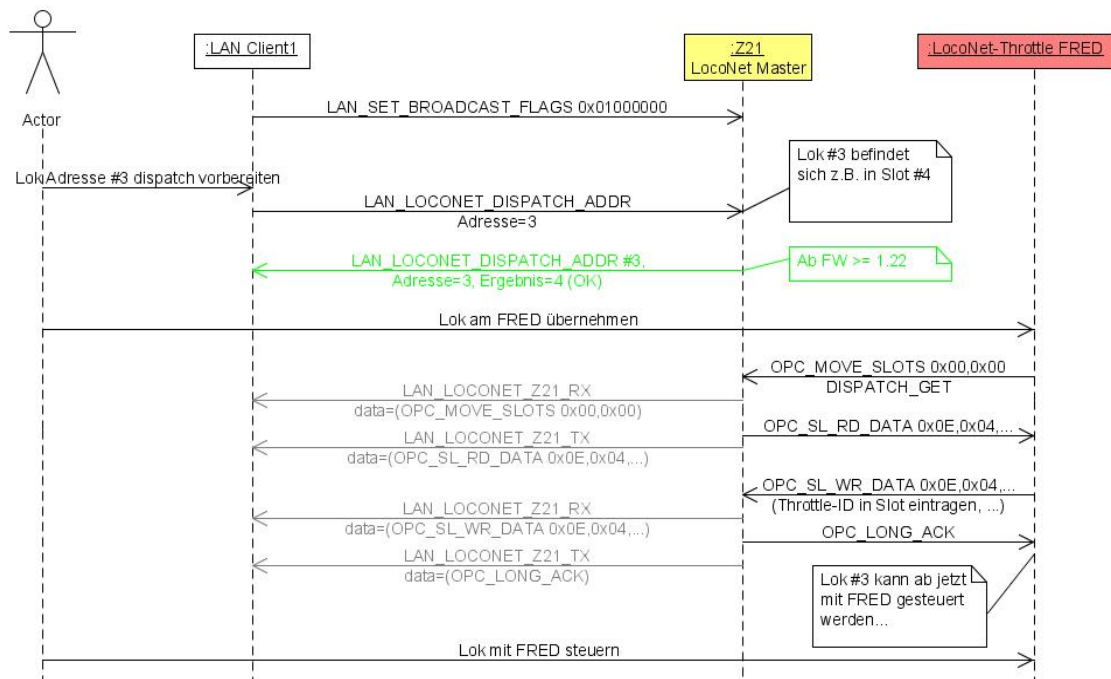 :LAN Client1
:Z21
LocoNet Master
:LocoNet-Throttle FRED
Actor
LAN_SET_BROADCAST_FLAGS 0x01000000
Lok Adresse #3 dispatch vorbereiten
Lok #3 befindet
sich z.B. in Slot #4
LAN_LOCONET_DISPATCH_ADDR
Adresse=3
LAN_LOCONET_DISPATCH_ADDR #3,
Adresse=3, Ergebnis=4 (OK)
Ab FW >= 1.22
Lok am FRED übernehmen
OPC_MOVE_SLOTS 0x00,0x00
DISPATCH_GET
LAN_LOCONET_Z21_RX
data=(OPC_MOVE_SLOTS 0x00,0x00)
OPC_SL_RD_DATA 0x0E,0x04,...
LAN_LOCONET_Z21_TX
data=(OPC_SL_RD_DATA 0x0E,0x04,...)
OPC_SL_WR_DATA 0x0E,0x04,...
(Throttle-ID in Slot eintragen, ...)
LAN_LOCONET_Z21_RX
data=(OPC_SL_WR_DATA 0x0E,0x04,...)
OPC_LONG_ACK
LAN_LOCONET_Z21_TX
data=(OPC_LONG_ACK)
Lok #3 kann ab jetzt
mit FRED gesteuert
werden...
Lok mit FRED steuern